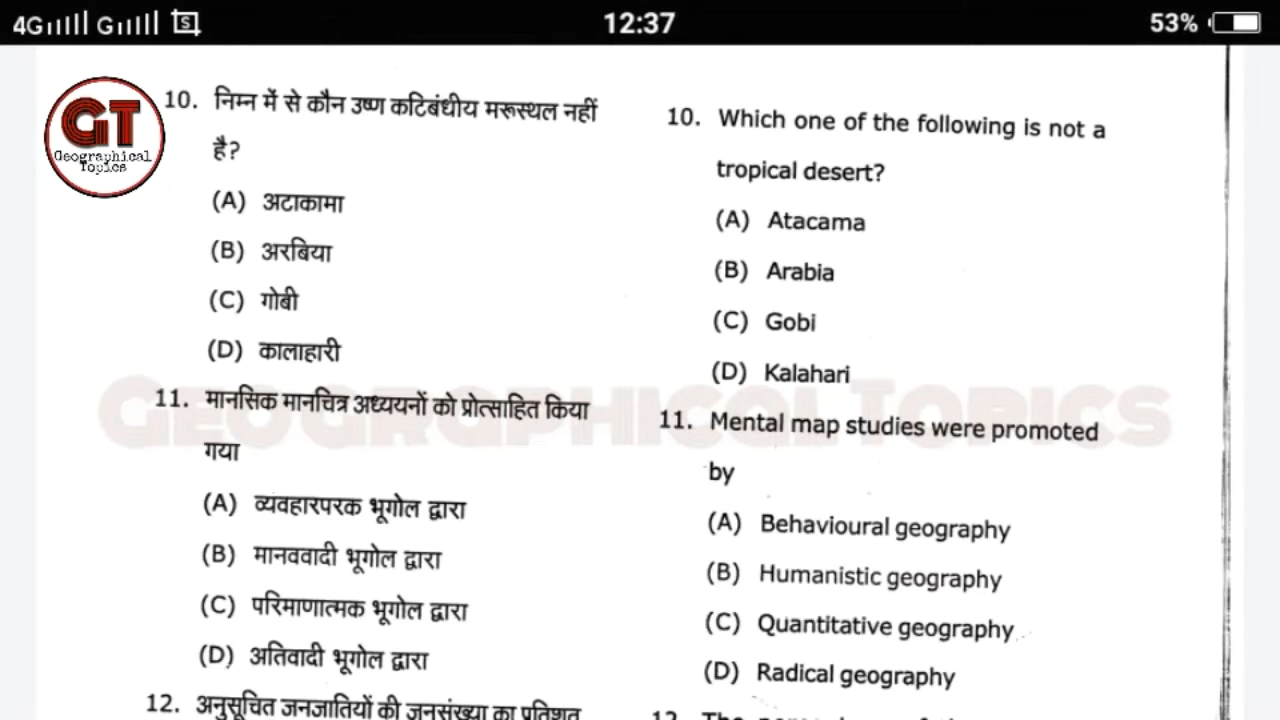 4G G S 12:37 53%
GT
Geographical
Topics
10. निम्न में से कौन उष्ण कटिबंधीय मरूस्थल नहीं
है?
(A) अटाकामा
(B) अरबिया
(C) गोबी
(D) कालाहारी
11. मानसिक मानचित्र अध्ययनों को प्रोत्साहित किया
गया
(A) व्यवहारपरक भूगोल द्वारा
(B) मानववादी भूगोल द्वारा
(C) परिमाणात्मक भूगोल द्वारा
(D) अतिवादी भूगोल द्वारा
12. अनुसूचित जनजातियों की जनसंख्या का प्रतिशत
10. Which one of the following is not a
tropical desert?
(A) Atacama
(B) Arabia
(C) Gobi
(D) Kalahari
11. Mental map studies were promoted
by
(A) Behavioural geography
(B) Humanistic geography
(C) Quantitative geography
(D) Radical geography
12. The
GEOGRAPHICAL TOPICS